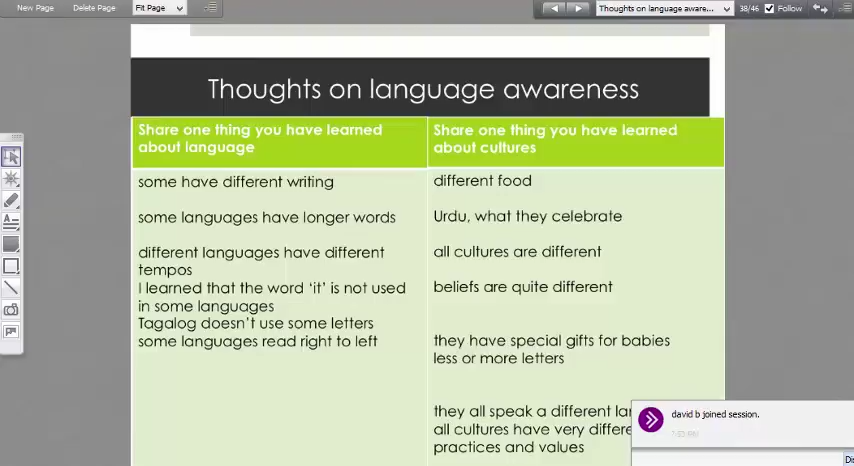 New Page
Delete Page
Fit Page
Thoughts on language aware...
38/46
Follow
Thoughts on language awareness
Share one thing you have learned
about language
Share one thing you have learned
about cultures
some have different writing
some languages have longer words
different languages have different
tempos
I learned that the word ‘it’ is not used
in some languages
Tagalog doesn’t use some letters
some languages read right to left
different food
Urdu, what they celebrate
all cultures are different
beliefs are quite different
they have special gifts for babies
less or more letters
they all speak a different
all cultures have very
practices and values
david b joined session.